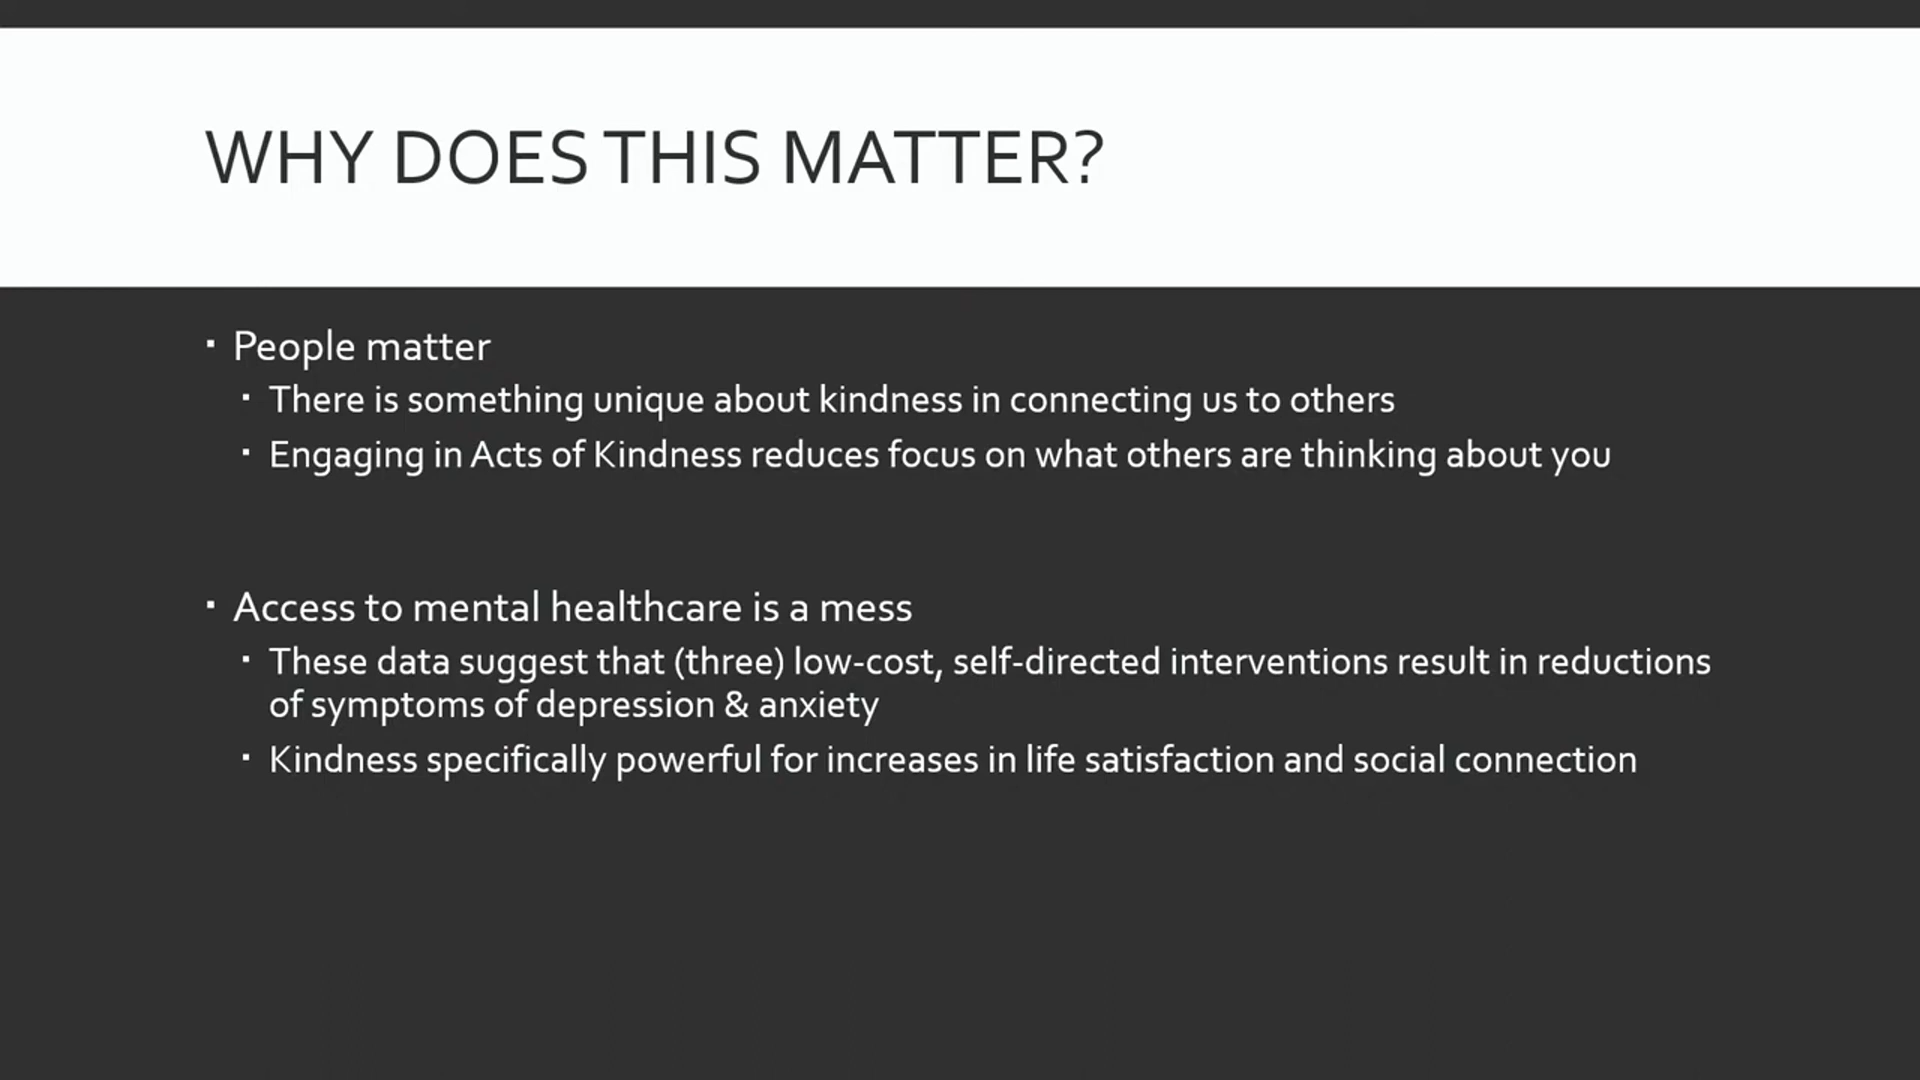 WHY DOES THIS MATTER?
▪ People matter
▪ There is something unique about kindness in connecting us to others
▪ Engaging in Acts of Kindness reduces focus on what others are thinking about you
▪ Access to mental healthcare is a mess
▪ These data suggest that (three) low-cost, self-directed interventions result in reductions
of symptoms of depression & anxiety
▪ Kindness specifically powerful for increases in life satisfaction and social connection